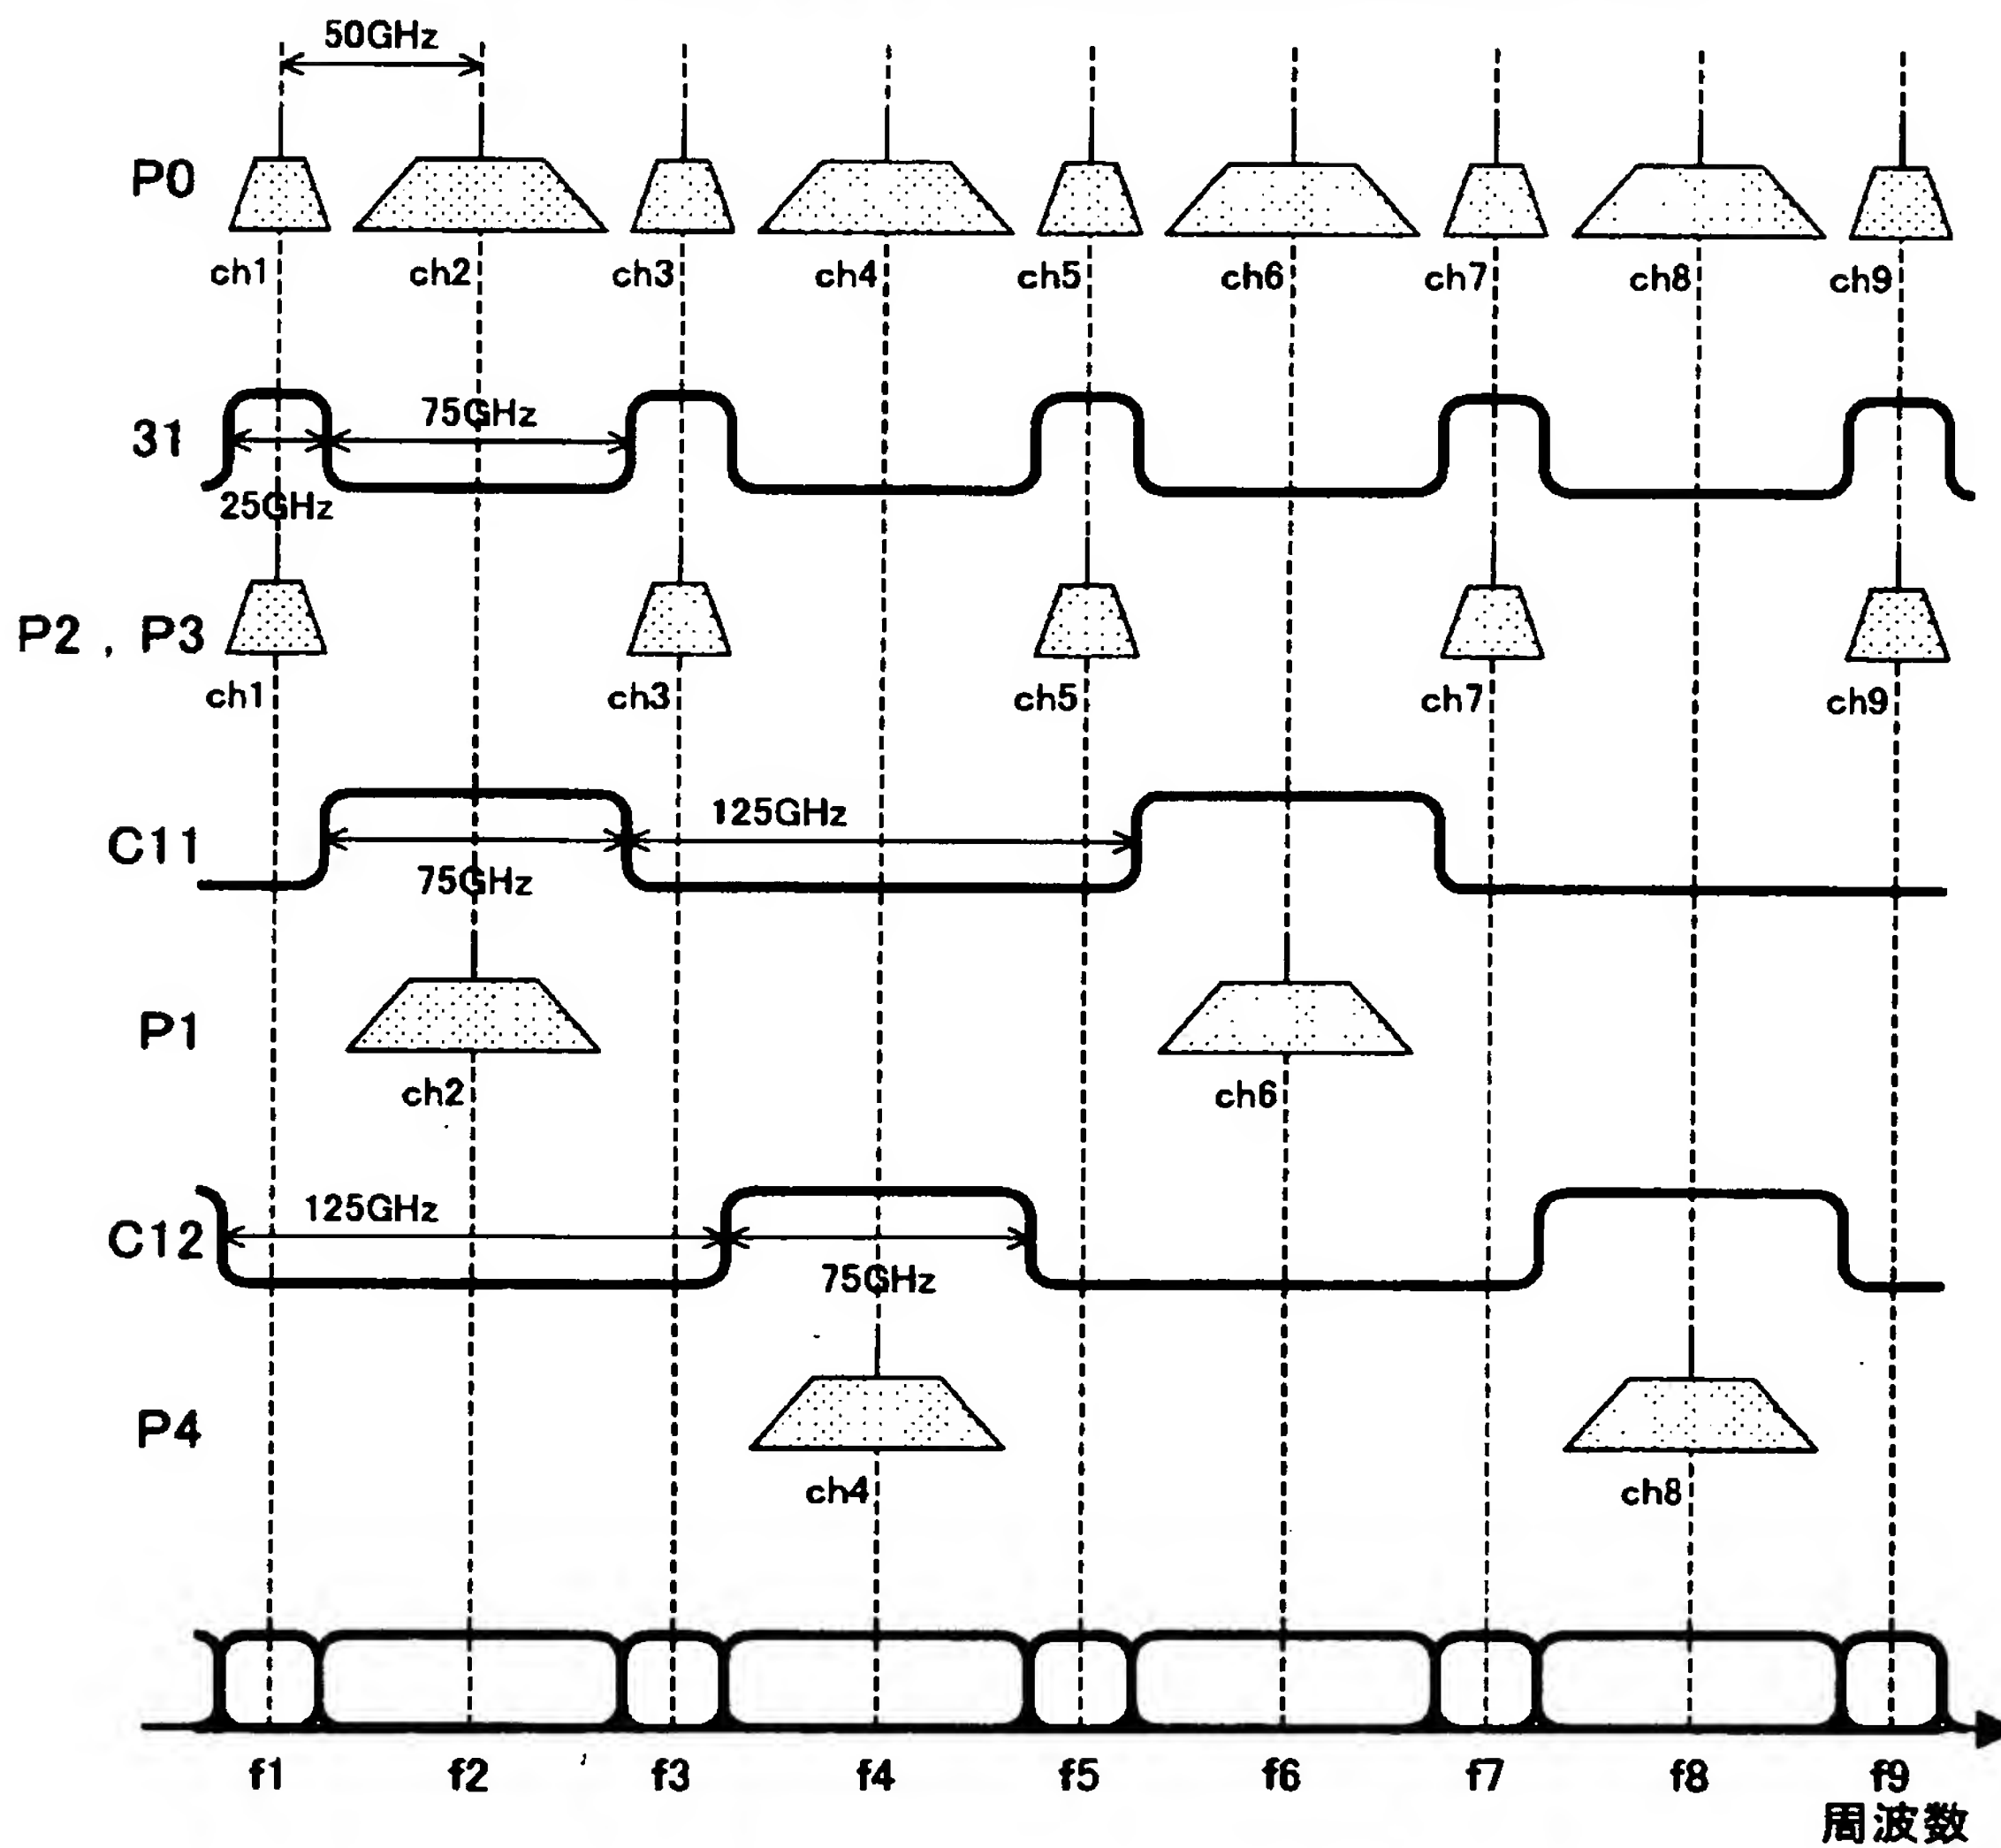 50GHz
P0
ch1 ch2 ch3 ch4 ch5 ch6 ch7 ch8 ch9
31
75GHz
25GHz
P2 , P3
ch1 ch3 ch5 ch7 ch9
C11
125GHz
75GHz
P1
ch2 ch6
C12
125GHz
75GHz
P4
ch4 ch8
f1 f2 f3 f4 f5 f6 f7 f8 f9
周波数